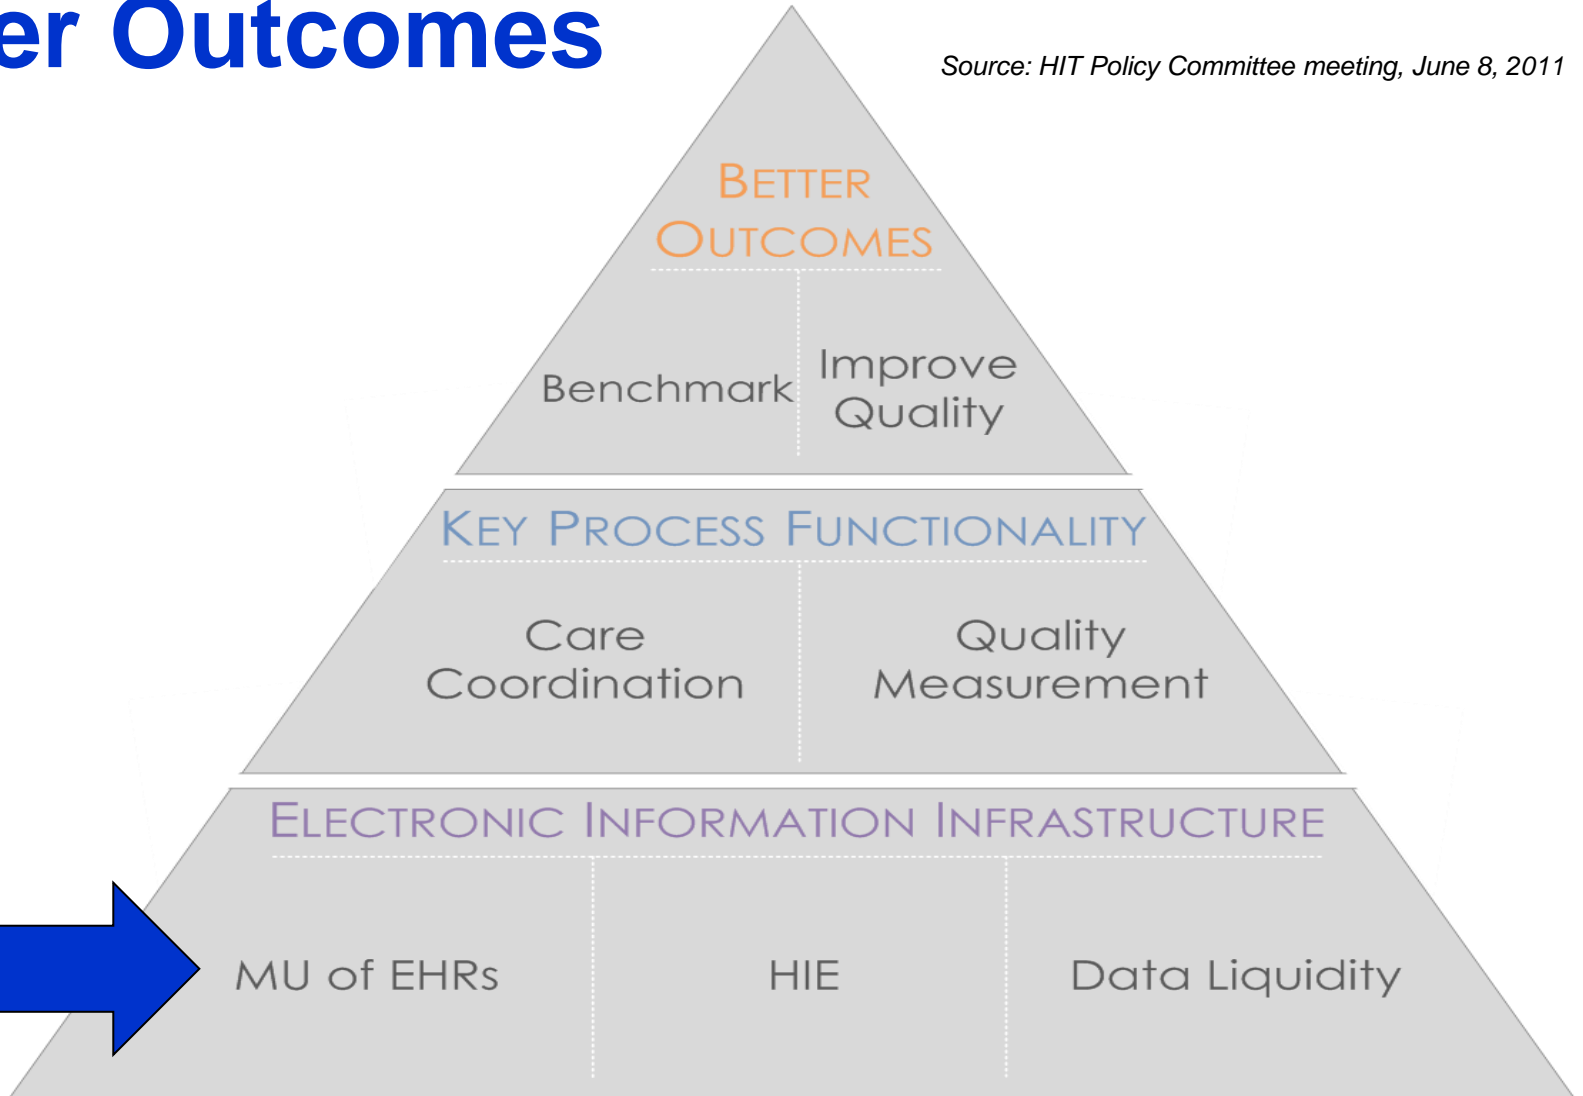 er Outcomes
Source: HIT Policy Committee meeting, June 8, 2011
BETTER
OUTCOMES
Benchmark
Improve
Quality
KEY PROCESS FUNCTIONALITY
Care
Coordination
Quality
Measurement
ELECTRONIC INFORMATION INFRASTRUCTURE
MU of EHRs
HIE
Data Liquidity